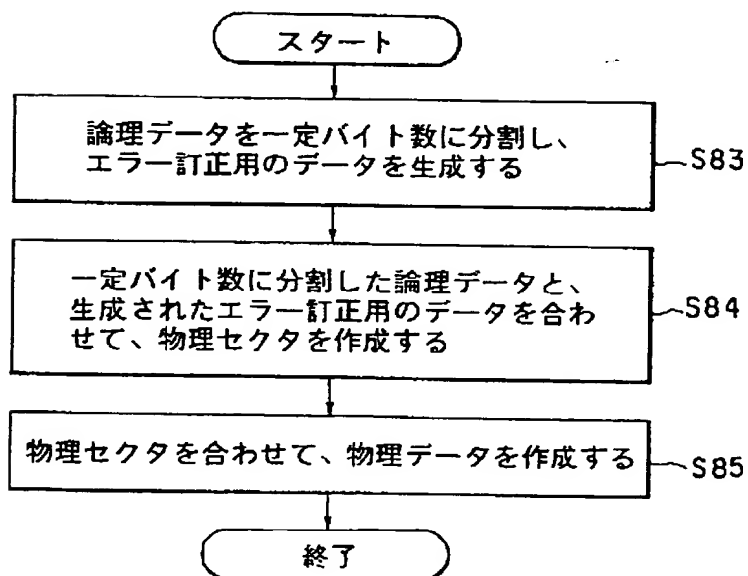 スタート
論理データを一定バイト数に分割し、
エラー訂正用のデータを生成する
S83
一定バイト数に分割した論理データと、
生成されたエラー訂正用のデータを合わ
せて、物理セクタを作成する
S84
物理セクタを合わせて、物理データを作成する
S85
終了